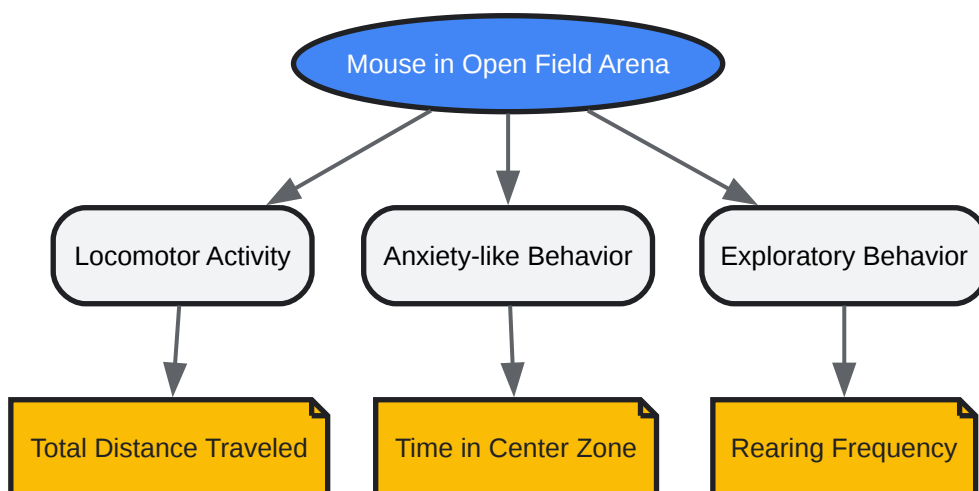 Mouse in Open Field Arena
Locomotor Activity
Anxiety-like Behavior
Exploratory Behavior
Total Distance Traveled
Time in Center Zone
Rearing Frequency